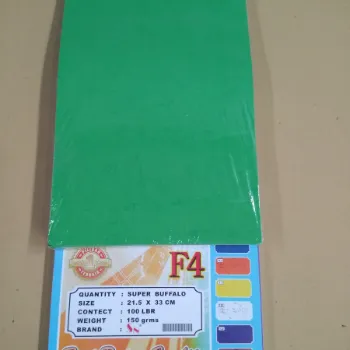 F4
QUANTITY : SUPER BUFFALO
SIZE : 21.5 X 33 CM
CONTECT : 100 LBR
WEIGHT : 150 grms
BRAND :